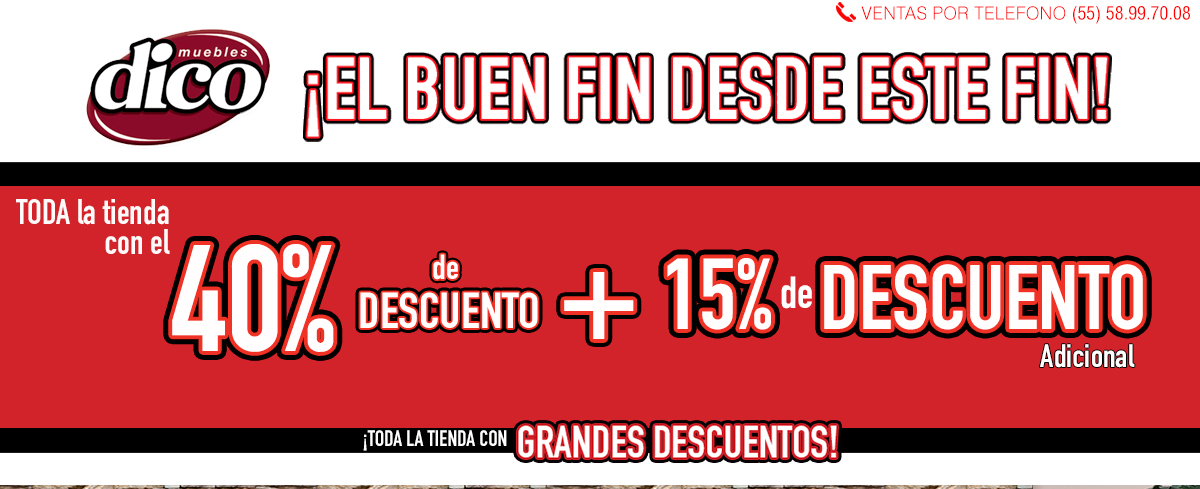 VENTAS POR TELEFONO (55) 58.99.70.08
muebles
dico
¡EL BUEN FIN DESDE ESTE FIN!
TODA la tienda
con el
40% de DESCUENTO + 15% de DESCUENTO
Adicional
¡TODA LA TIENDA CON GRANDES DESCUENTOS!